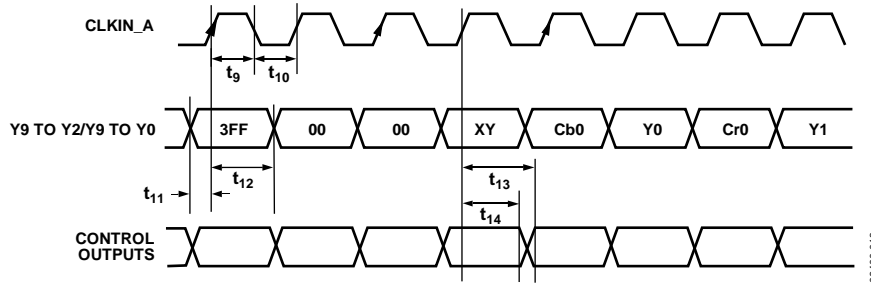 CLKIN_A
t9
t10
Y9 TO Y2/Y9 TO Y0
3FF
00
00
XY
Cb0
Y0
Cr0
Y1
t12
t13
t11
t14
CONTROL
OUTPUTS